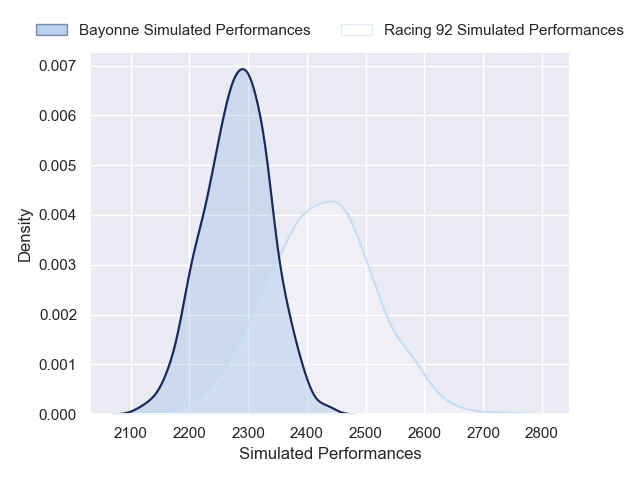 Bayonne Simulated Performances
Racing 92 Simulated Performances
0.007
0.006
0.005
0.004
0.003
0.002
0.001
0.000
Density
2100 2200 2300 2400 2500 2600 2700 2800
Simulated Performances